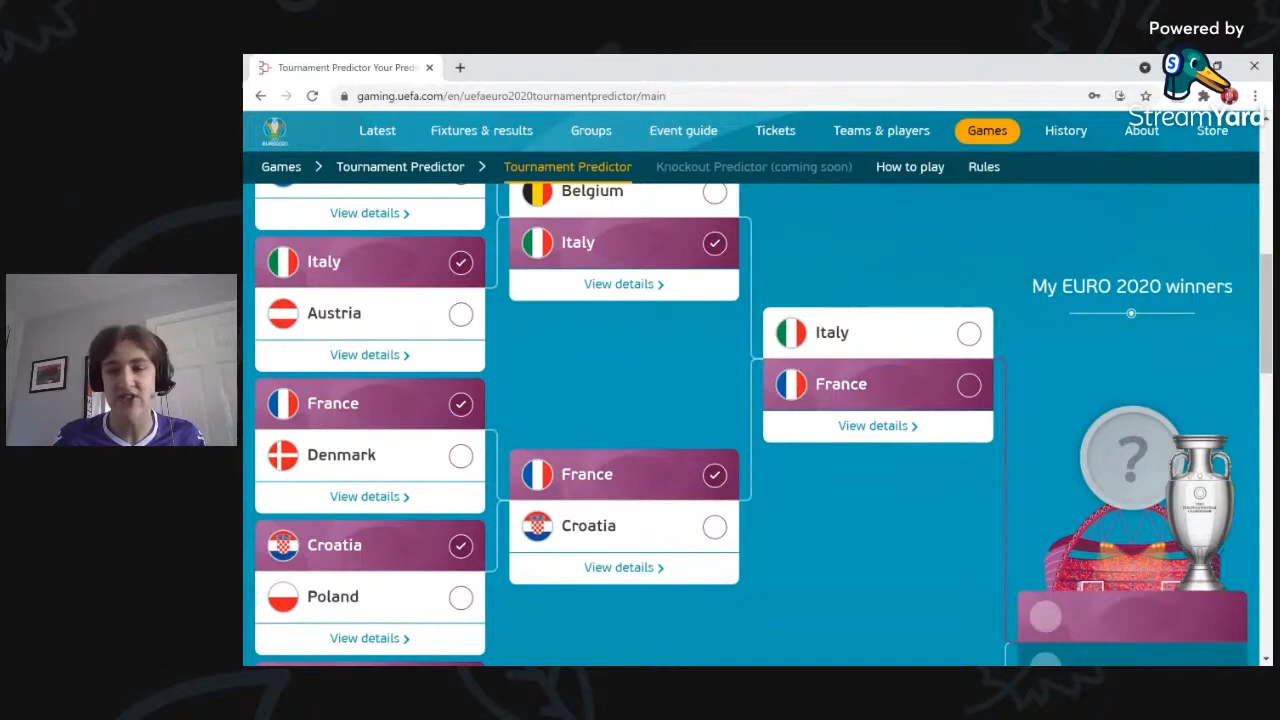 Powered by
StreamYard
Tournament Predictor Your Pred
gaming.uefa.com/en/uefaeuro2020tournamentpredictor/main
Latest
Fixtures & results
Groups
Event guide
Tickets
Teams & players
Games
History
About
Store
Games
Tournament Predictor
Tournament Predictor
Knockout Predictor (coming soon)
How to play
Rules
View details
Italy
Austria
View details
France
Denmark
View details
Croatia
Poland
View details
Belgium
Italy
View details
France
Croatia
View details
Italy
France
View details
My EURO 2020 winners
?